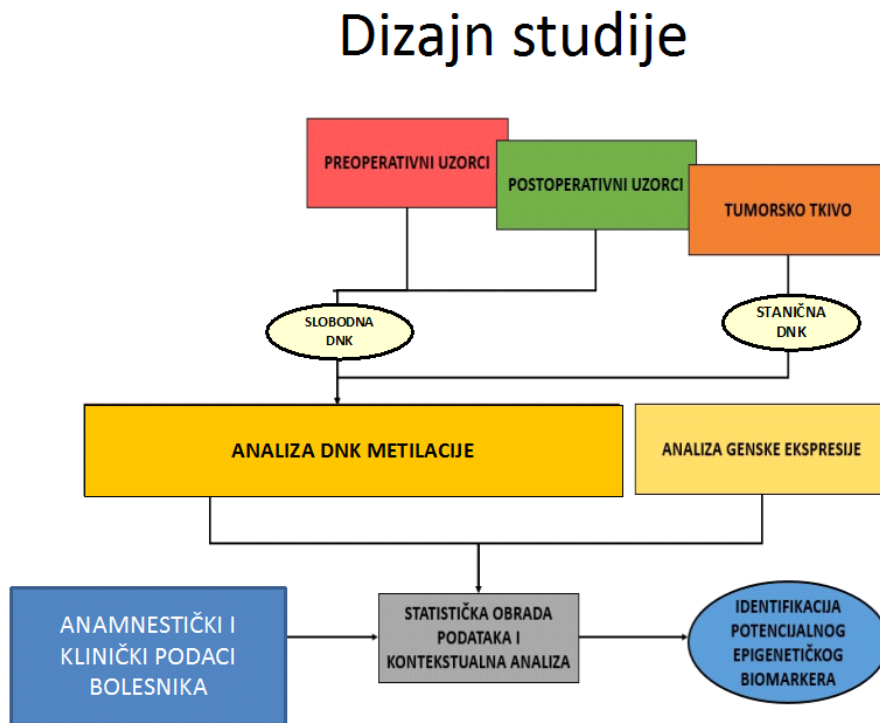 Dizajn studije
PREOPERATIVNI UZORCI
POSTOPERATIVNI UZORCI
TUMORSKO TKIVO
SLOBODNA
DNK
STANIČNA
DNK
ANALIZA DNK METILACIJE
ANALIZA GENSKE EKSPRESIJE
ANAMNESTIČKI I
KLINIČKI PODACI
BOLESNIKA
STATISTIČKA OBRADA
PODATAKA I
KONTEKSTUALNA ANALIZA
IDENTIFIKACIJA
POTENCIJALNOG
EPIGENETIČKOG
BIOMARKERA